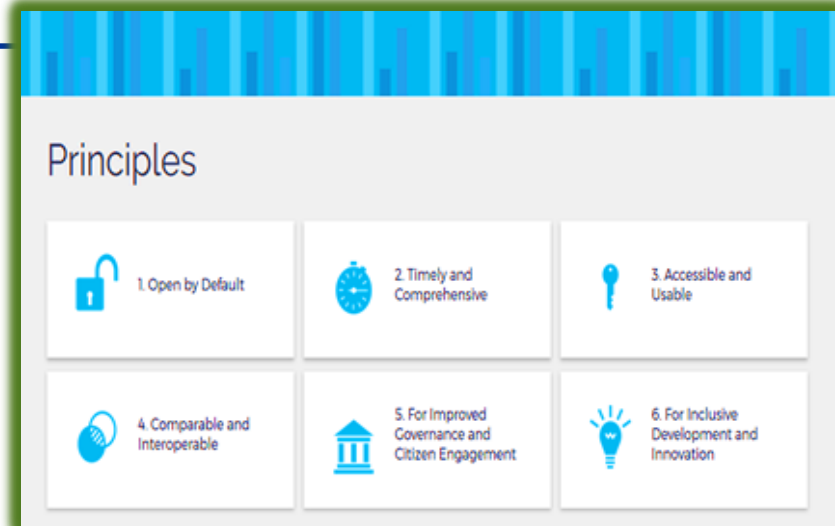 Principles
1. Open by Default
2. Timely and
Comprehensive
3. Accessible and
Usable
4. Comparable and
Interoperable
5. For Improved
Governance and
Citizen Engagement
6. For Inclusive
Development and
Innovation